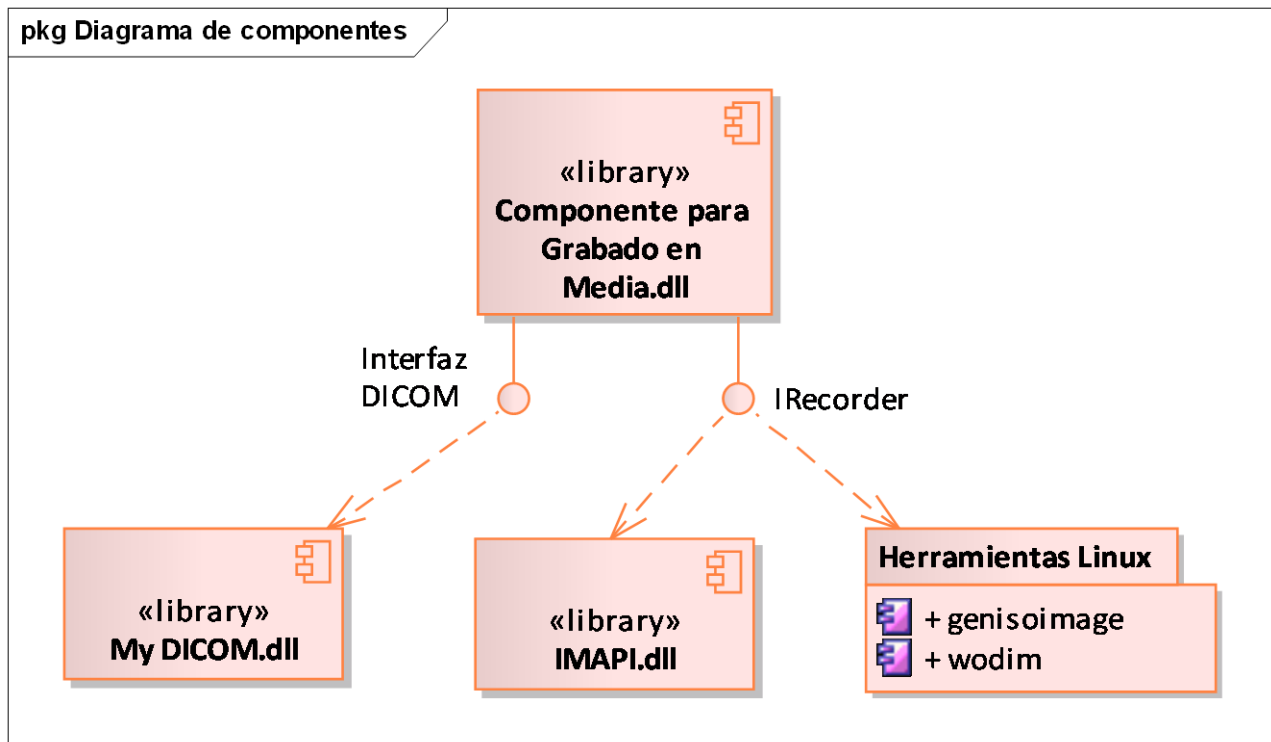 pkg Diagrama de componentes
«library»
Componente para
Grabado en
Media.dll
Interfaz
DICOM
IRecorder
«library»
My DICOM.dll
«library»
IMAPI.dll
Herramientas Linux
+ genisoimage
+ wodim